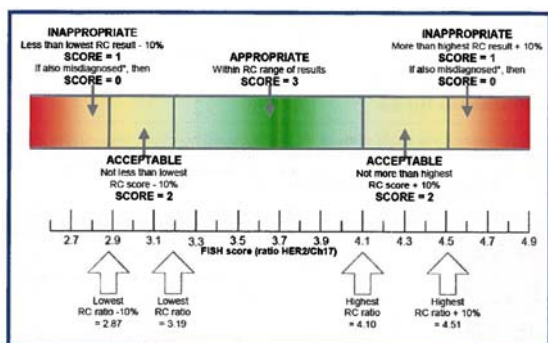 INAPPROPRIATE
Less than lowest RC result - 10%
SCORE = 1
If also misdiagnosed*, then
SCORE = 0
APPROPRIATE
Within RC range of results
SCORE = 3
INAPPROPRIATE
More than highest RC result + 10%
SCORE = 1
If also misdiagnosed*, then
SCORE = 0
ACCEPTABLE
Not less than lowest
RC score - 10%
SCORE = 2
ACCEPTABLE
Not more than highest
RC score + 10%
SCORE = 2
2.7 2.9 3.1 3.3 3.5 3.7 3.9 4.1 4.3 4.5 4.7 4.9
FISH score (ratio HER2/Ch17)
Lowest
RC ratio -10%
= 2.87
Lowest
RC ratio
= 3.19
Highest
RC ratio
= 4.10
Highest
RC ratio + 10%
= 4.51